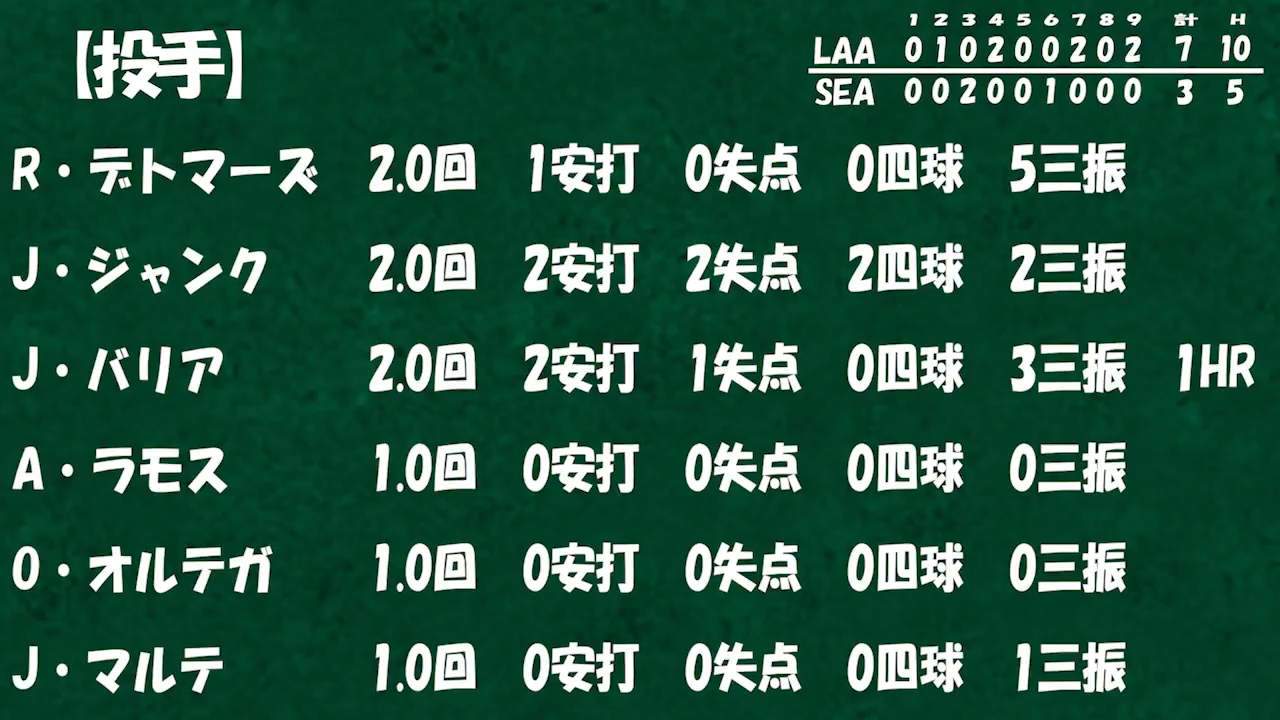 【投手】
1 2 3 4 5 6 7 8 9 計 H
LAA 0 1 0 2 0 0 2 0 2 7 10
SEA 0 0 2 0 0 1 0 0 0 3 5
R・デトマーズ 2.0回 1安打 0失点 0四球 5三振
J・ジャンク 2.0回 2安打 2失点 2四球 2三振
J・バリア 2.0回 2安打 1失点 0四球 3三振 1HR
A・ラモス 1.0回 0安打 0失点 0四球 0三振
O・オルテガ 1.0回 0安打 0失点 0四球 0三振
J・マルテ 1.0回 0安打 0失点 0四球 1三振